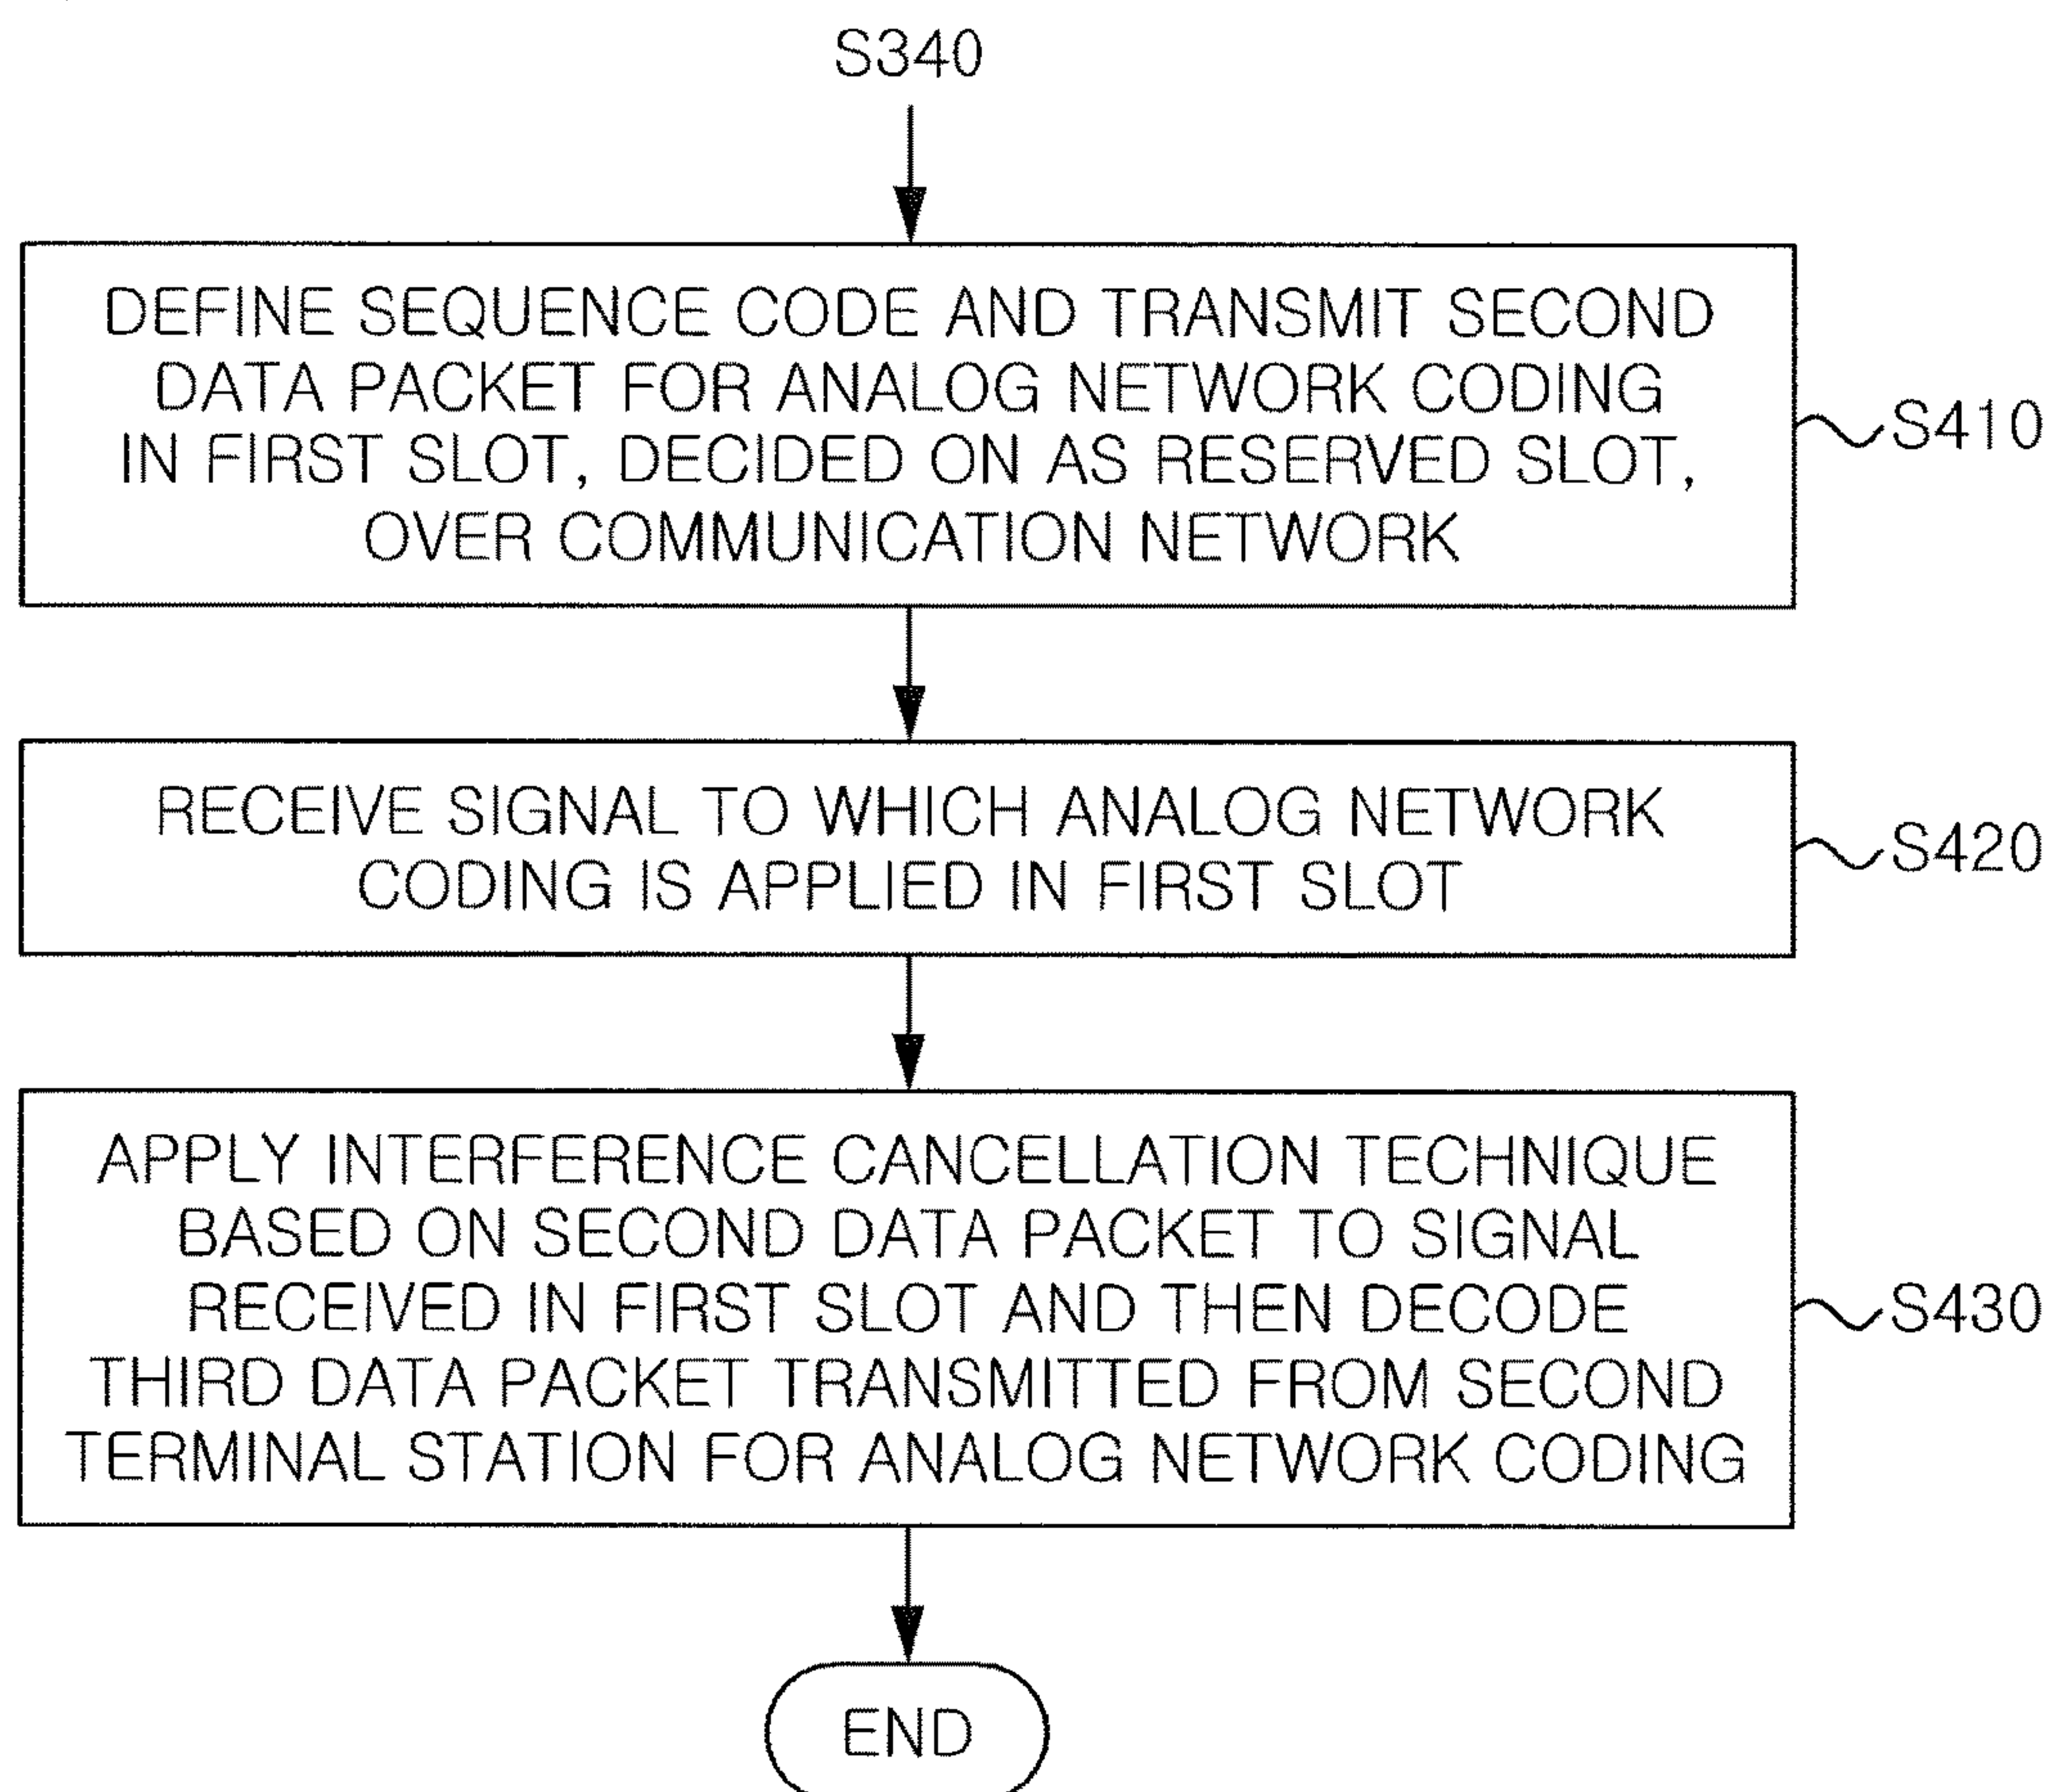 S340
DEFINE SEQUENCE CODE AND TRANSMIT SECOND
DATA PACKET FOR ANALOG NETWORK CODING
IN FIRST SLOT, DECIDED ON AS RESERVED SLOT,
OVER COMMUNICATION NETWORK
S410
RECEIVE SIGNAL TO WHICH ANALOG NETWORK
CODING IS APPLIED IN FIRST SLOT
S420
APPLY INTERFERENCE CANCELLATION TECHNIQUE
BASED ON SECOND DATA PACKET TO SIGNAL
RECEIVED IN FIRST SLOT AND THEN DECODE
THIRD DATA PACKET TRANSMITTED FROM SECOND
TERMINAL STATION FOR ANALOG NETWORK CODING
S430
END